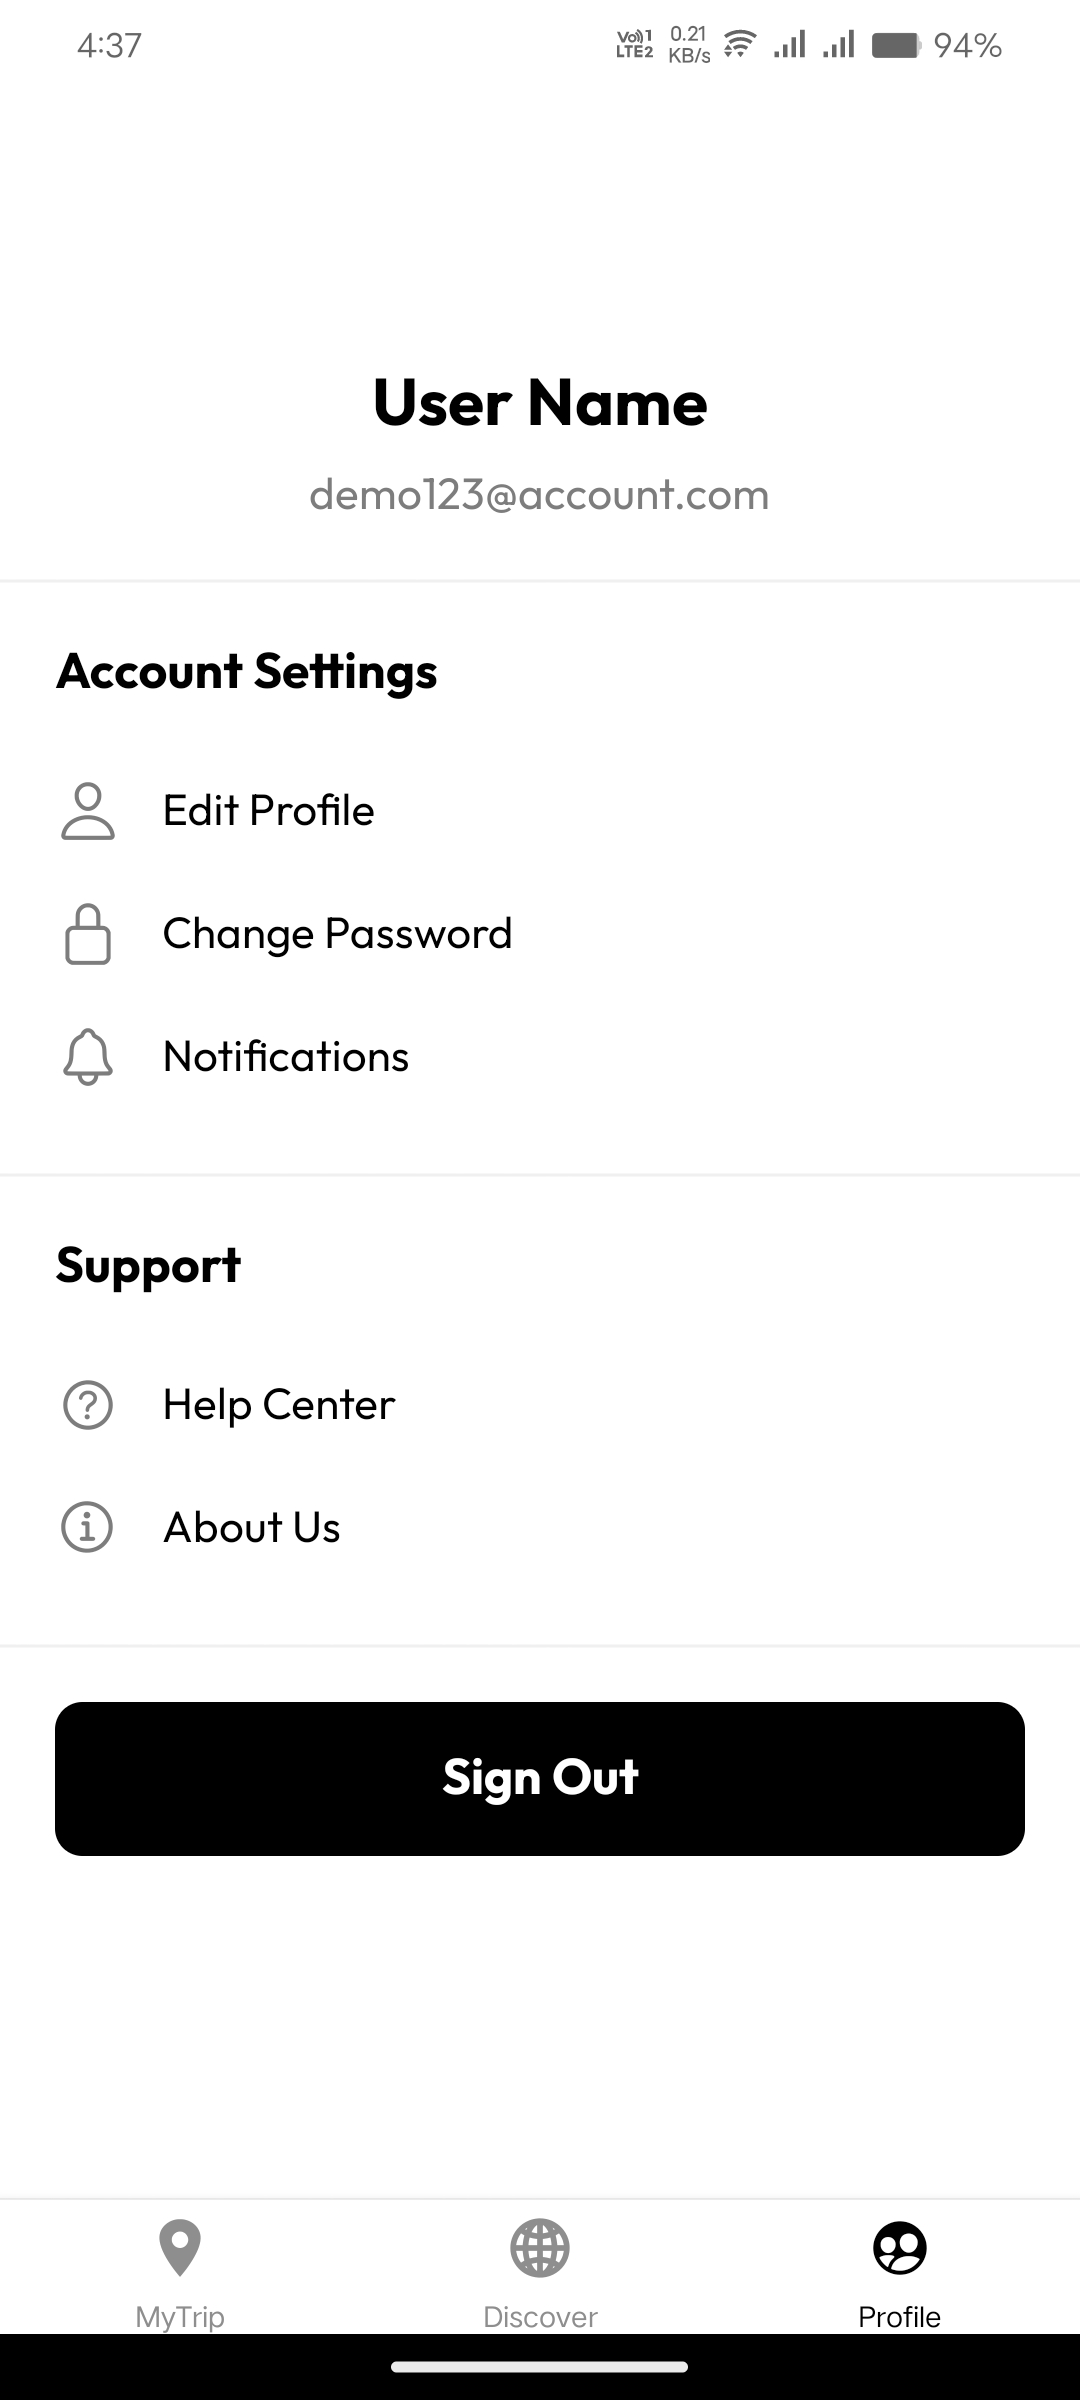 4:37
Vo)) 1
LTE2
0.21
KB/s
94%
User Name
demo123@account.com
Account Settings
Edit Profile
Change Password
Notifications
Support
Help Center
About Us
Sign Out
MyTrip
Discover
Profile